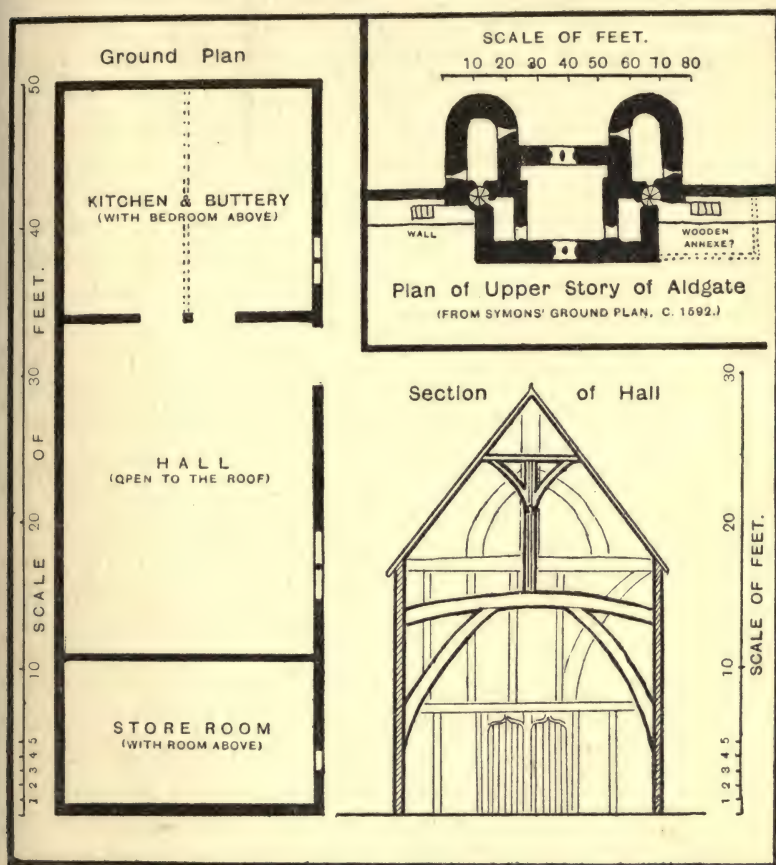 Ground Plan
50
40
30
20
10
5
4
3
2
1
SCALE OF FEET.
KITCHEN & BUTTERY
(WITH BEDROOM ABOVE)
HALL
(OPEN TO THE ROOF)
STORE ROOM
(WITH ROOM ABOVE)
SCALE OF FEET.
10 20 30 40 50 60 70 80
WALL
WOODEN
ANNEXE?
Plan of Upper Story of Aldgate
(FROM SYMONS' GROUND PLAN, C. 1592.)
Section of Hall
30
20
10
5
4
3
2
1
SCALE OF FEET.